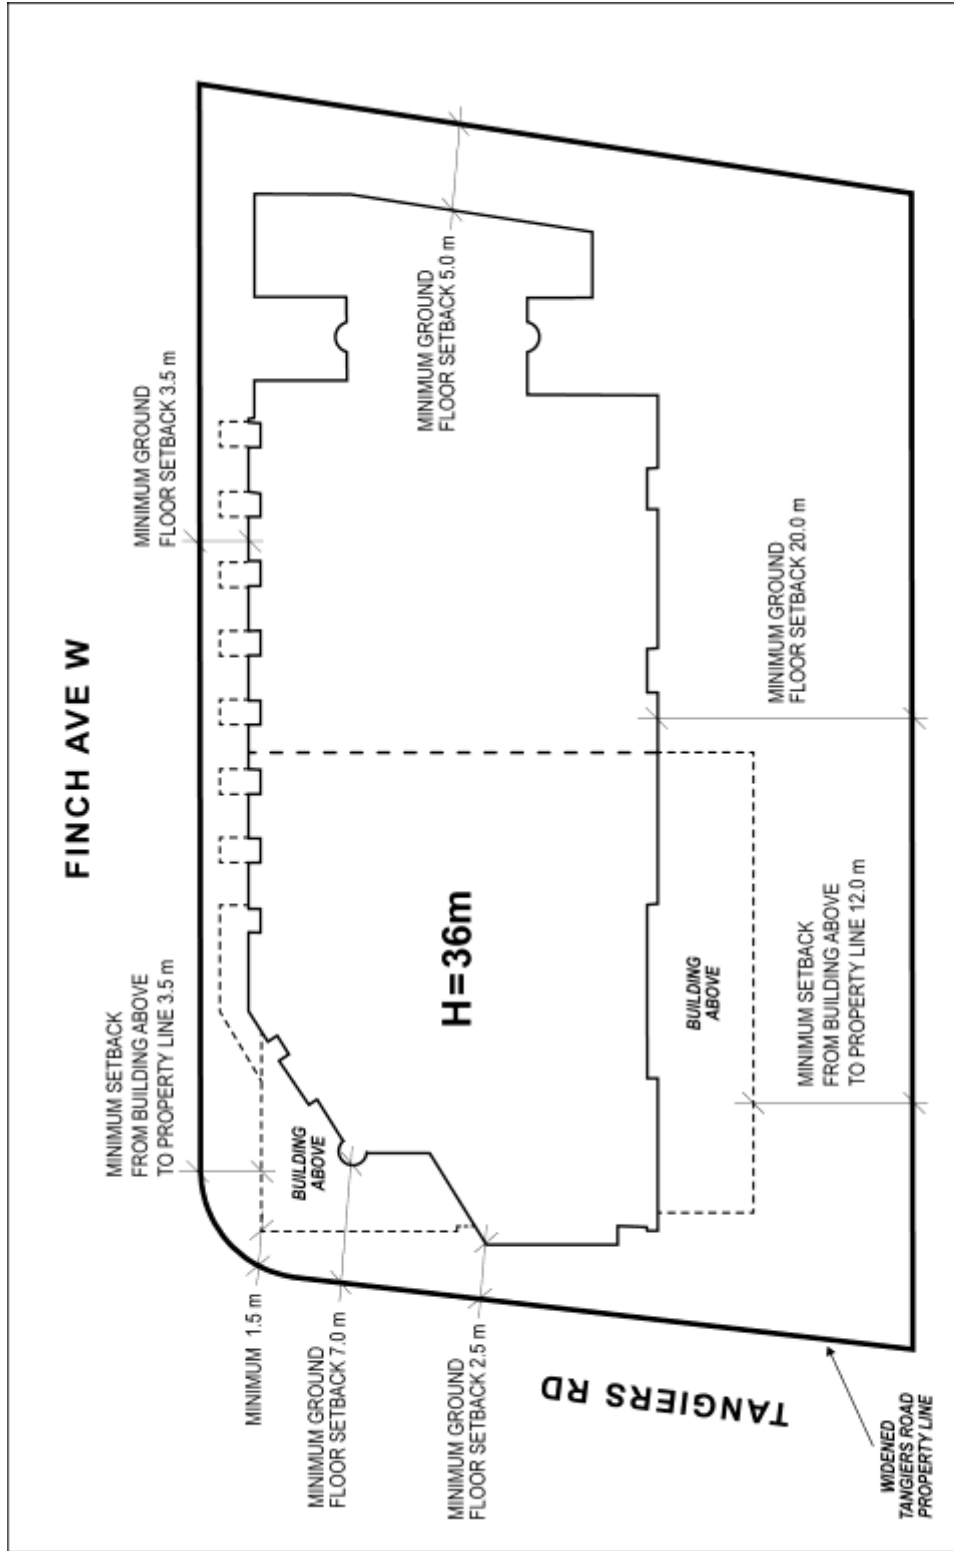 FINCH AVE W
MINIMUM SETBACK
FROM BUILDING ABOVE
TO PROPERTY LINE 3.5 m
MINIMUM GROUND
FLOOR SETBACK 3.5 m
MINIMUM 1.5 m
BUILDING
ABOVE
MINIMUM GROUND
FLOOR SETBACK 7.0 m
MINIMUM GROUND
FLOOR SETBACK 5.0 m
H=36m
MINIMUM GROUND
FLOOR SETBACK 2.5 m
TANGIERS RD
BUILDING
ABOVE
MINIMUM GROUND
FLOOR SETBACK 20.0 m
MINIMUM SETBACK
FROM BUILDING ABOVE
TO PROPERTY LINE 12.0 m
WIDENED
TANGIERS ROAD
PROPERTY LINE